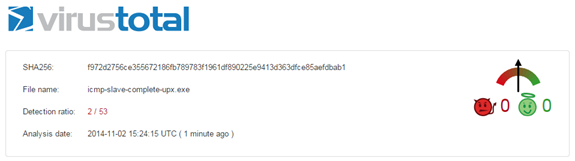 virustotal
SHA256: f972d2756ce355672186fb789783f1961df890225e9413d363dfce85aefdbab1
File name: icmp-slave-complete-upx.exe
Detection ratio: 2 / 53
0 0
Analysis date: 2014-11-02 15:24:15 UTC ( 1 minute ago )